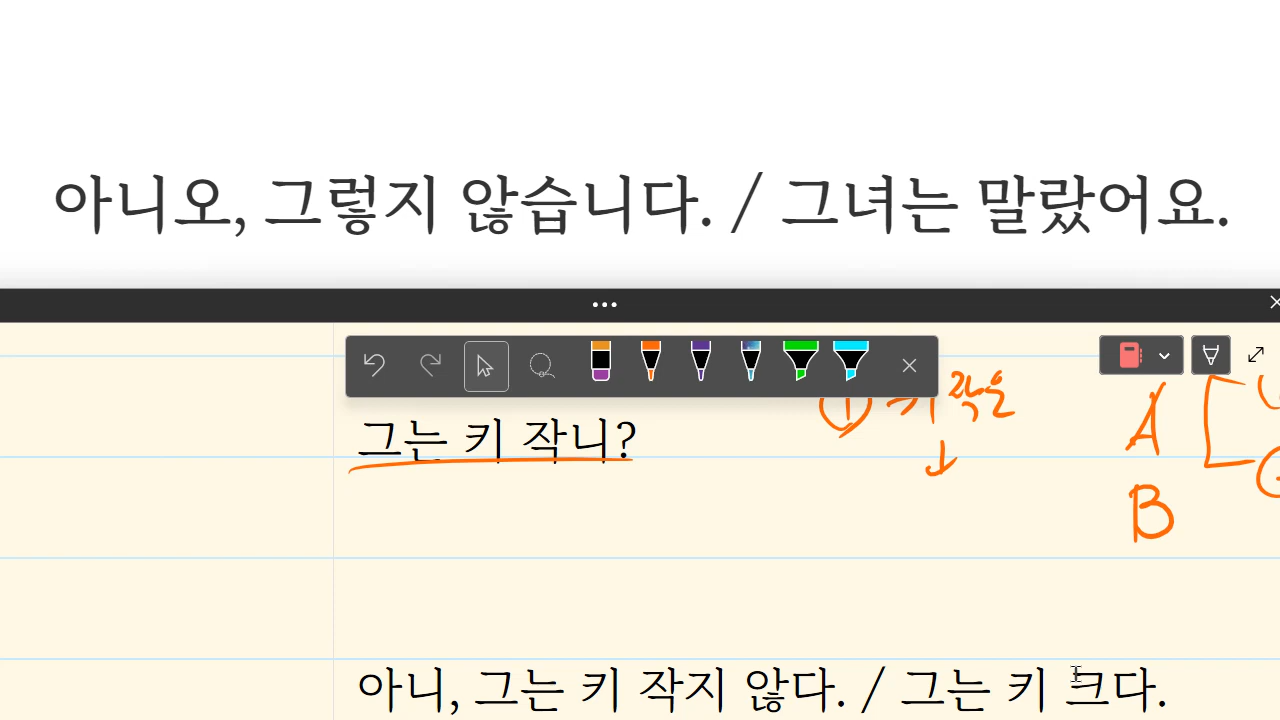 아니오, 그렇지 않습니다. / 그녀는 말랐어요.
작은
그는 키 작니?
A
B
아니, 그는 키 작지 않다. / 그는 키 크다.